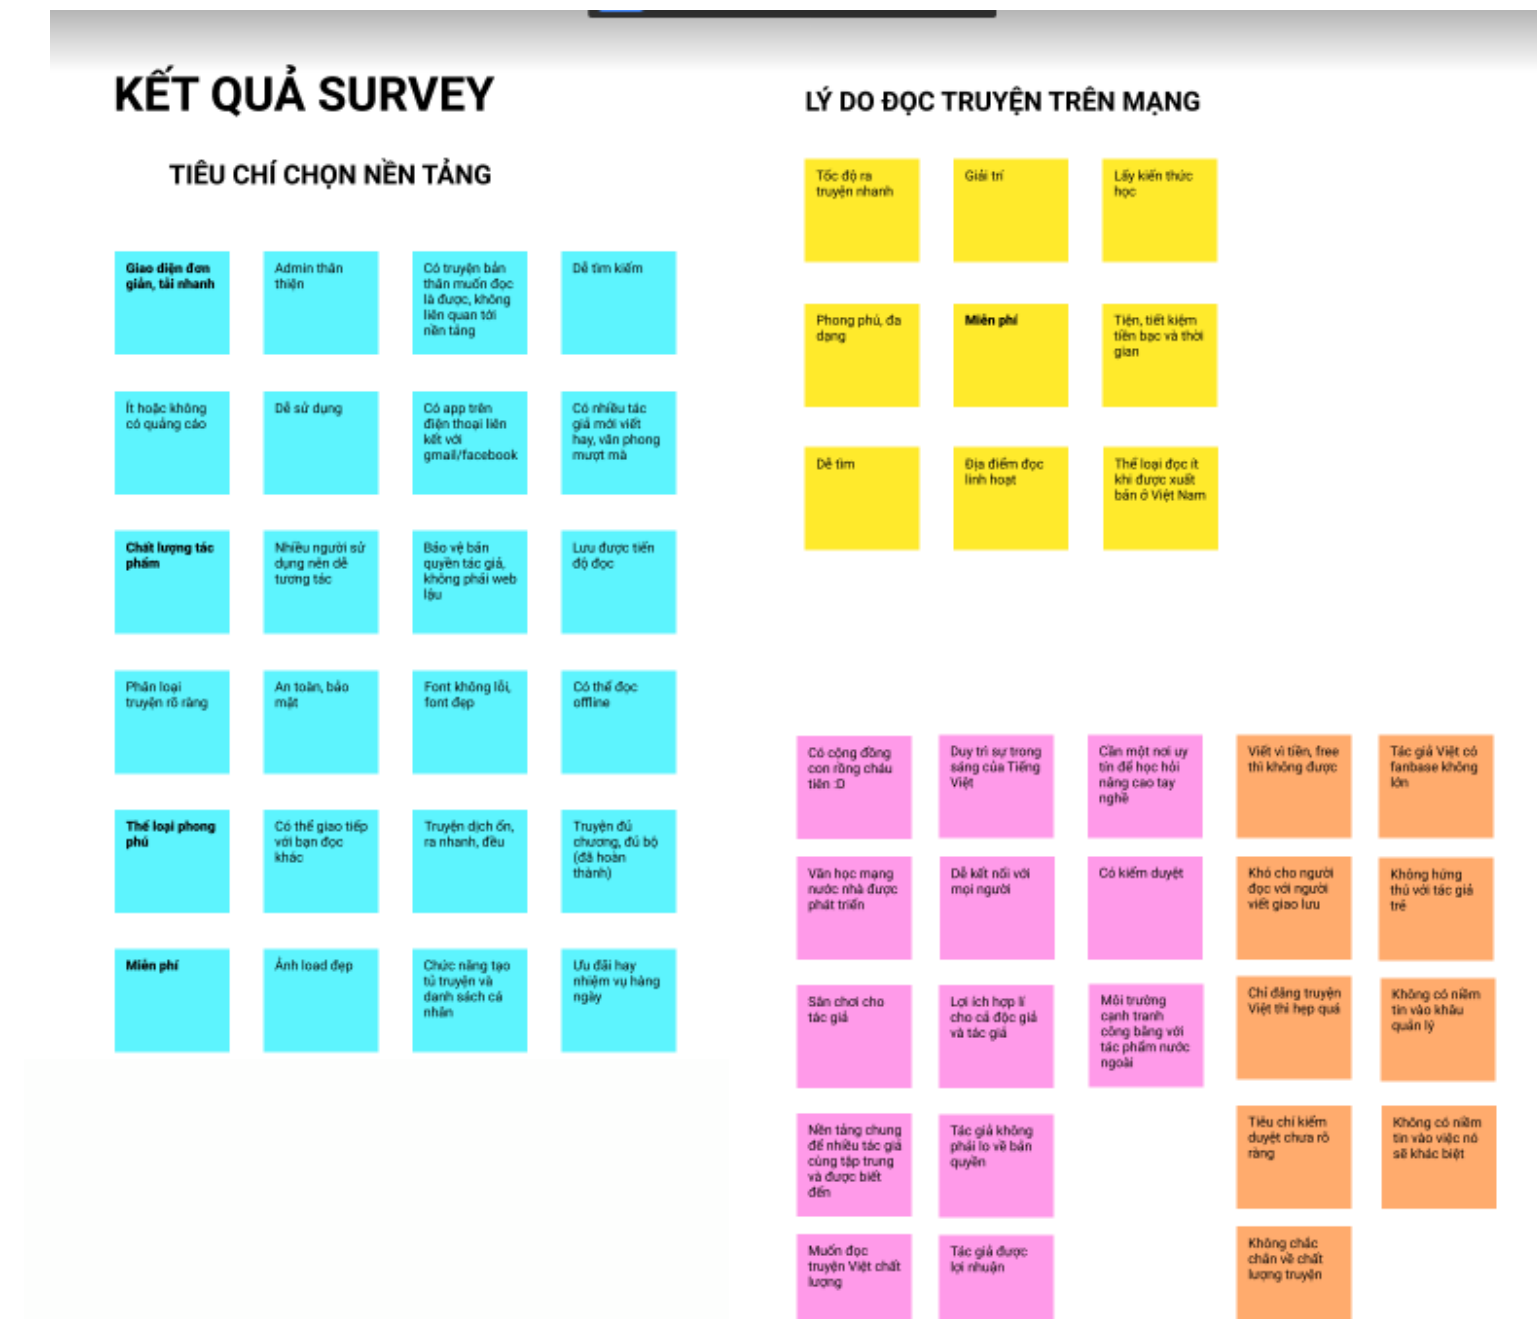 KẾT QUẢ SURVEY
TIÊU CHÍ CHỌN NỀN TẢNG
Giao diện đơn
giản, tải nhanh
Admin thân
thiện
Có truyện bản
thân muốn đọc
là được, không
liên quan tới
nền tảng
Dễ tìm kiếm
Ít hoặc không
có quảng cáo
Dễ sử dụng
Có app trên
điện thoại liên
kết với
gmail/facebook
Có nhiều tác
giả mới viết
hay, văn phong
mượt mà
Chất lượng tác
phẩm
Nhiều người sử
dụng nên dễ
tương tác
Bảo vệ bản
quyền tác giả,
không phải web
lậu
Lưu được tiến
độ đọc
Phân loại
truyện rõ ràng
An toàn, bảo
mật
Font không lỗi,
font đẹp
Có thể đọc
offline
Thể loại phong
phú
Có thể giao tiếp
với bạn đọc
khác
Truyện dịch ổn,
ra nhanh, đều
Truyện đủ
chương, đủ bộ
(đã hoàn
thành)
Miễn phí
Ảnh load đẹp
Chức năng tạo
tủ truyện và
danh sách cá
nhân
Ưu đãi hay
nhiệm vụ hàng
ngày
LÝ DO ĐỌC TRUYỆN TRÊN MẠNG
Tốc độ ra
truyện nhanh
Giải trí
Lấy kiến thức
học
Phong phú, đa
dạng
Miễn phí
Tiện, tiết kiệm
tiền bạc và thời
gian
Dễ tìm
Địa điểm đọc
linh hoạt
Thể loại đọc ít
khi được xuất
bản ở Việt Nam
Có cộng đồng
con rồng cháu
tiên :D
Duy trì sự trong
sáng của Tiếng
Việt
Cần một nơi uy
tín để học hỏi
nâng cao tay
nghề
Viết vì tiền, free
thì không được
Tác giả Việt có
fanbase không
lớn
Văn học mạng
nước nhà được
phát triển
Dễ kết nối với
mọi người
Có kiểm duyệt
Khó cho người
đọc với người
viết giao lưu
Không hứng
thú với tác giả
trẻ
Sân chơi cho
tác giả
Lợi ích hợp lí
cho cả độc giả
và tác giả
Môi trường
cạnh tranh
công bằng với
tác phẩm nước
ngoài
Chỉ đăng truyện
Việt thì hẹp quá
Không có niềm
tin vào khâu
quản lý
Nền tảng chung
để nhiều tác giả
cùng tập trung
và được biết
đến
Tác giả không
phải lo về bản
quyền
Tiêu chí kiểm
duyệt chưa rõ
ràng
Không có niềm
tin vào việc nó
sẽ khác biệt
Muốn đọc
truyện Việt chất
lượng
Tác giả được
lợi nhuận
Không chắc
chắn về chất
lượng truyện